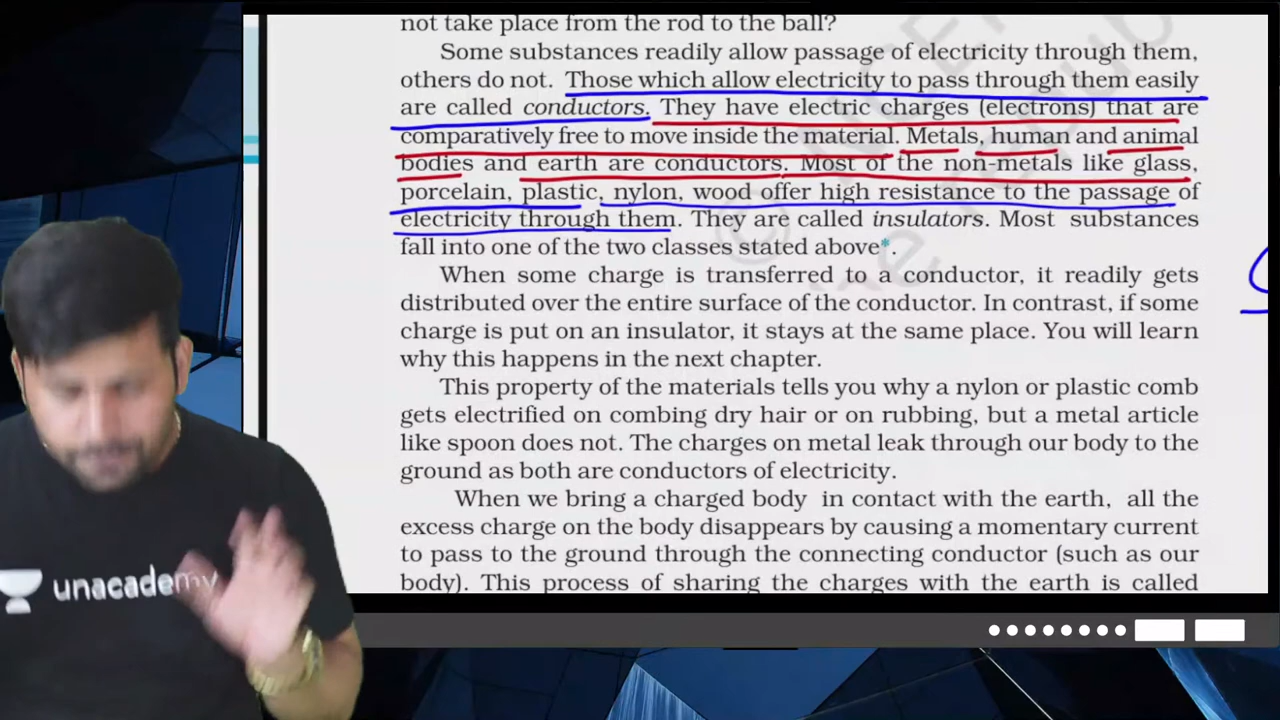 not take place from the rod to the ball?
Some substances readily allow passage of electricity through them,
others do not. Those which allow electricity to pass through them easily
are called conductors. They have electric charges (electrons) that are
comparatively free to move inside the material. Metals, human and animal
bodies and earth are conductors. Most of the non-metals like glass,
porcelain, plastic, nylon, wood offer high resistance to the passage of
electricity through them. They are called insulators. Most substances
fall into one of the two classes stated above*.
When some charge is transferred to a conductor, it readily gets
distributed over the entire surface of the conductor. In contrast, if some
charge is put on an insulator, it stays at the same place. You will learn
why this happens in the next chapter.
This property of the materials tells you why a nylon or plastic comb
gets electrified on combing dry hair or on rubbing, but a metal article
like spoon does not. The charges on metal leak through our body to the
ground as both are conductors of electricity.
When we bring a charged body in contact with the earth, all the
excess charge on the body disappears by causing a momentary current
to pass to the ground through the connecting conductor (such as our
body). This process of sharing the charges with the earth is called
unacademy